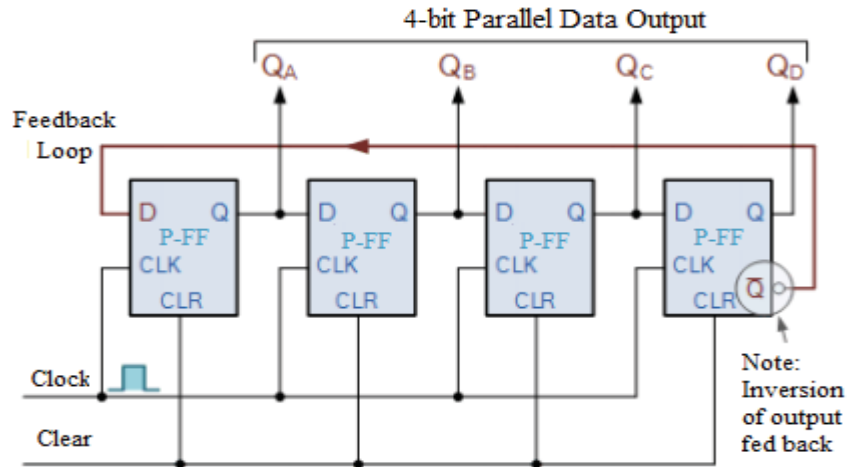 4-bit Parallel Data Output
QA QB QC QD
Feedback
Loop
D Q D Q D Q D Q
P-FF P-FF P-FF P-FF
CLK CLK CLK CLK
CLR CLR CLR CLR Q̅
Clock
Clear
Note:
Inversion
of output
fed back